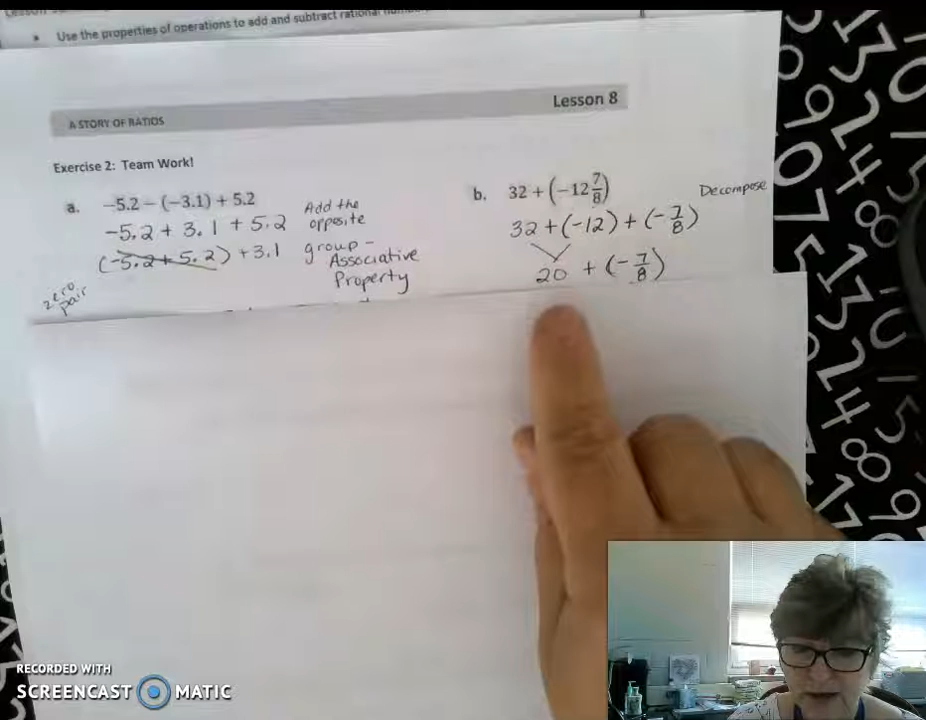 Use the properties of operations to add and subtract rational
A STORY OF RATIOS
Lesson 8
Exercise 2: Team Work!
a. −5.2 − (−3.1) + 5.2
-5.2 + 3.1 + 5.2 Add the opposite
(-5.2 + 5.2) + 3.1 group - Associative Property
zero pair
b. 32 + (−12 7/8)
Decompose
32 + (-12) + (-7/8)
20 + (-7/8)
RECORDED WITH
SCREENCAST MATIC